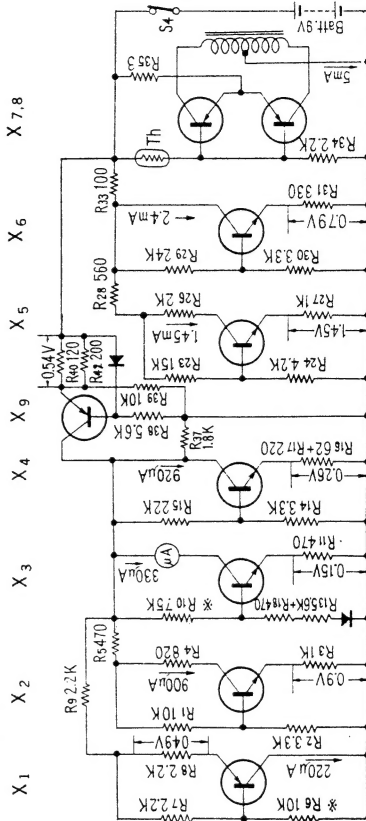 X₁ X₂ X₃ X₄ X₉ X₅ X₆ X₇,₈
S₄
Batt.9V
R35 3
5mA
Th
R34 2.2K
R33 100
2.4mA
R31 330
0.79V
R29 24K
R30 3.3K
R28 560
R26 2K
1.45mA
R27 1K
1.45V
R23 15K
R24 4.2K
0.54V
R40 120
R42 200
R39 10K
R38 5.6K
R37 1.8K
920μA
R16 62+R17 220
0.26V
R15 22K
R14 3.3K
μA
330μA
R11 470
0.15V
※R10 75K
R13 5.6K+R18 470
R9 2.2K
R5 470
R4 820
900μA
R3 1K
0.9V
R1 10K
R2 3.3K
0.49V
R8 2.2K
220μA
R7 2.2K
※R6 10K